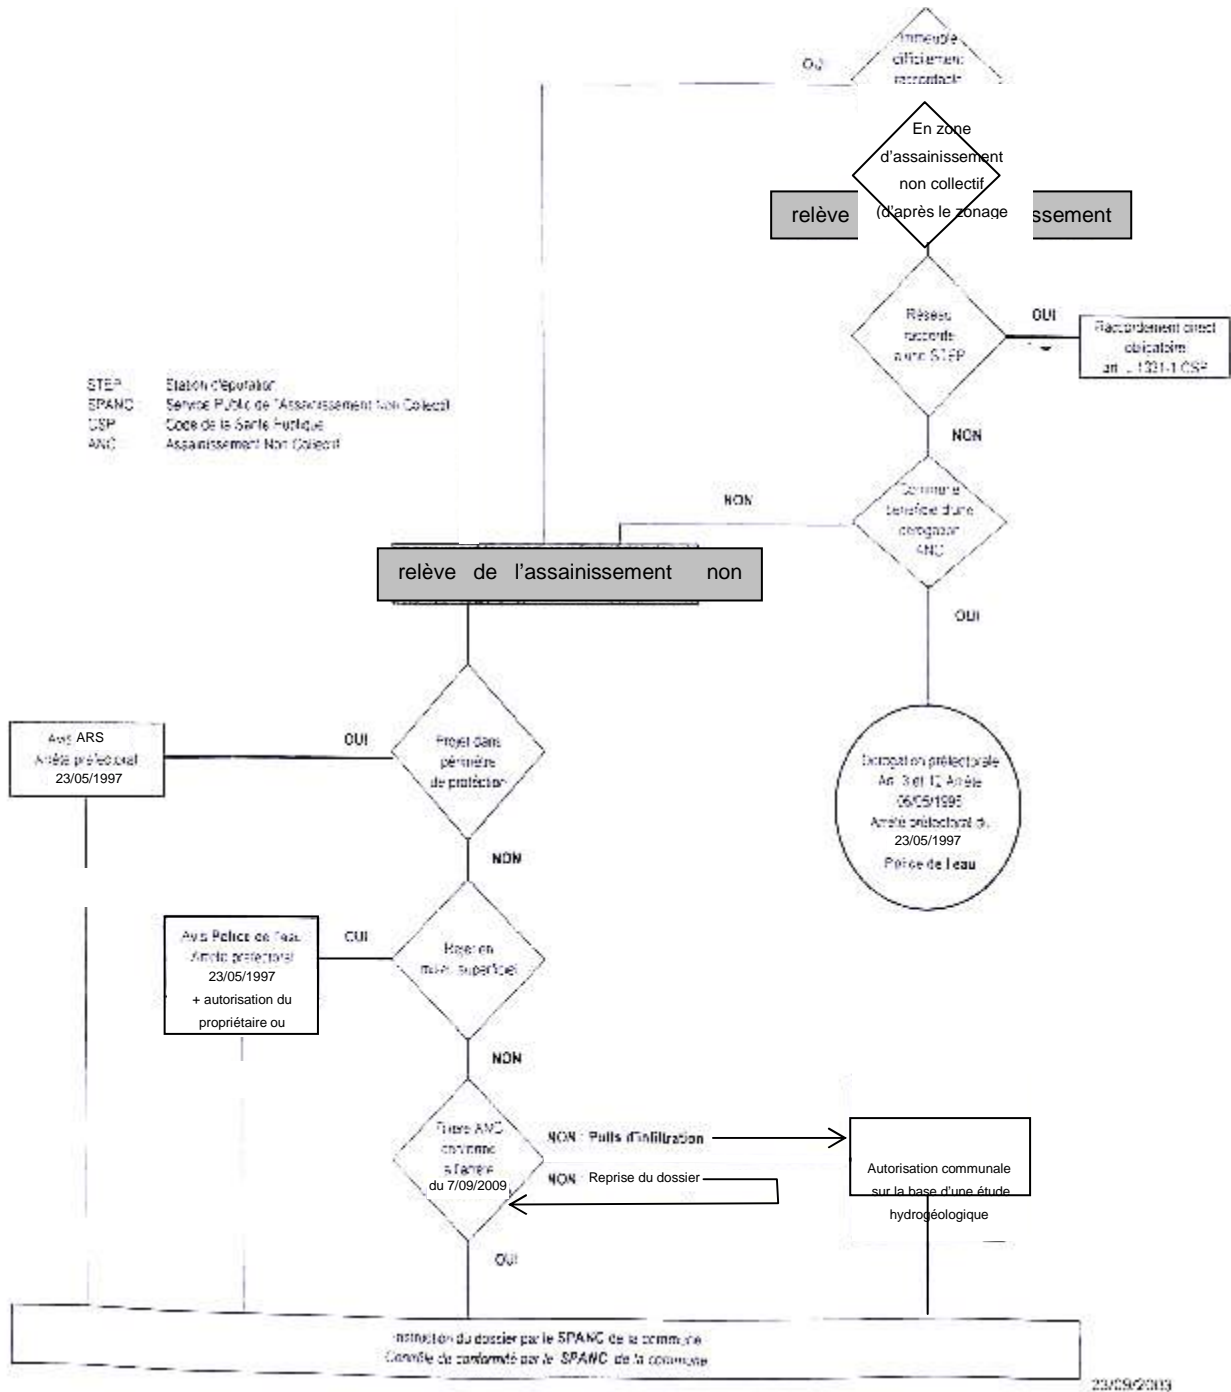 OUI
Immeuble
difficilement
raccordable
En zone
d'assainissement
non collectif
(d'après le zonage
relève
ssement
Réseau
raccordé
à une STEP
OUI
Raccordement direct
obligatoire
art. L 1331-1 CSP
STEP : Station d'épuration
SPANC : Service Public de l'Assainissement Non Collectif
CSP : Code de la Santé Publique
ANC : Assainissement Non Collectif
NON
Commune
bénéficie d'une
dérogation
ANC
NON
relève de l'assainissement non
OUI
Projet dans
périmètre
de protection
OUI
Avis ARS
Arrêté préfectoral
23/05/1997
Dérogation préfectorale
Art. 3 et 12 Arrêté
06/05/1996
Arrêté préfectoral du
23/05/1997
Police de l'eau
NON
Rejet en
milieu superficiel
OUI
Avis Police de l'eau
Arrêté préfectoral
23/05/1997
+ autorisation du
propriétaire ou
NON
Filière ANC
conforme
à l'arrêté
du 7/09/2009
NON : Puits d'infiltration
NON : Reprise du dossier
Autorisation communale
sur la base d'une étude
hydrogéologique
OUI
Instruction du dossier par le SPANC de la commune
Contrôle de conformité par le SPANC de la commune
23/09/2003